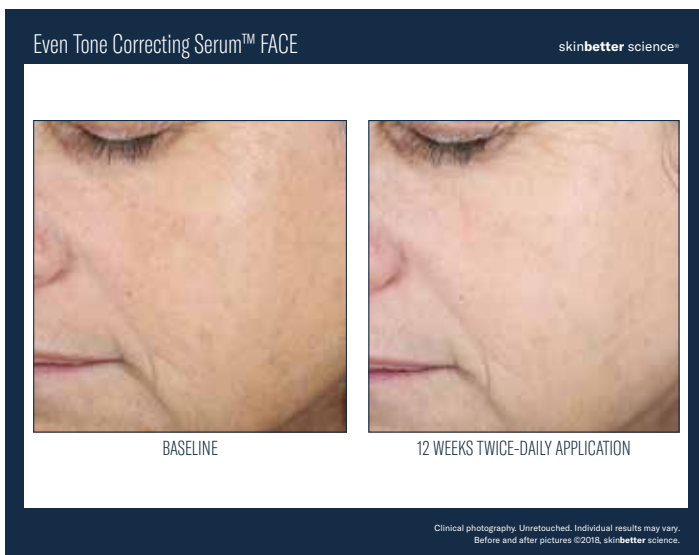 Even Tone Correcting Serum™ FACE
skinbetter science®
BASELINE
12 WEEKS TWICE-DAILY APPLICATION
Clinical photography. Unretouched. Individual results may vary.
Before and after pictures ©2018, skinbetter science.